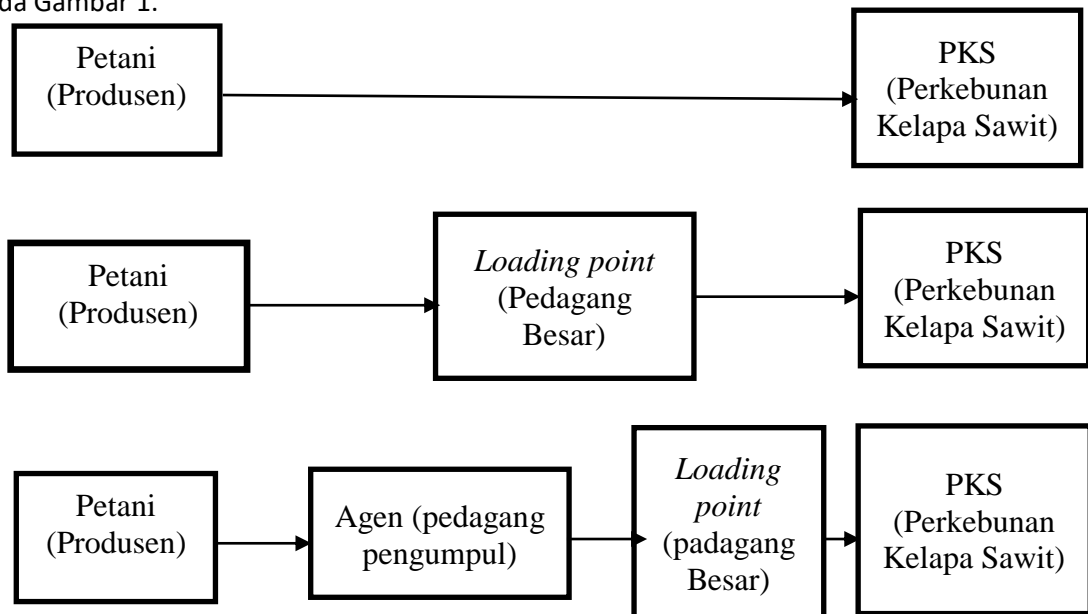 da Gambar 1.
Petani
(Produsen)
PKS
(Perkebunan
Kelapa Sawit)
Petani
(Produsen)
Loading point
(Pedagang
Besar)
PKS
(Perkebunan
Kelapa Sawit)
Petani
(Produsen)
Agen (pedagang
pengumpul)
Loading
point
(padagang
Besar)
PKS
(Perkebunan
Kelapa Sawit)